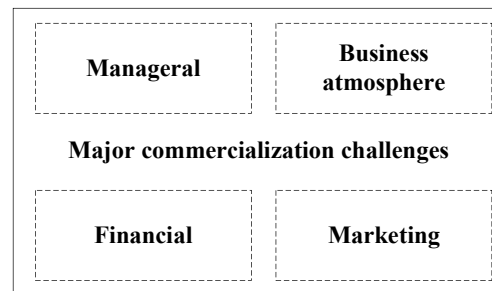 Manageral
Business
atmosphere
Major commercialization challenges
Financial
Marketing